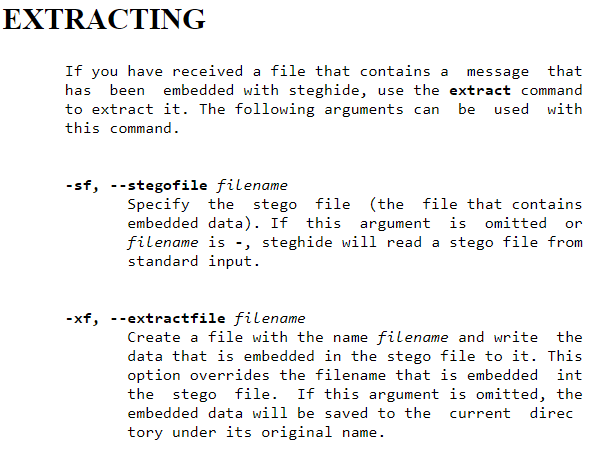 EXTRACTING
If you have received a file that contains a message that
has been embedded with steghide, use the extract command
to extract it. The following arguments can be used with
this command.
-sf, --stegofile filename
Specify the stego file (the file that contains
embedded data). If this argument is omitted or
filename is -, steghide will read a stego file from
standard input.
-xf, --extractfile filename
Create a file with the name filename and write the
data that is embedded in the stego file to it. This
option overrides the filename that is embedded int
the stego file. If this argument is omitted, the
embedded data will be saved to the current direc
tory under its original name.